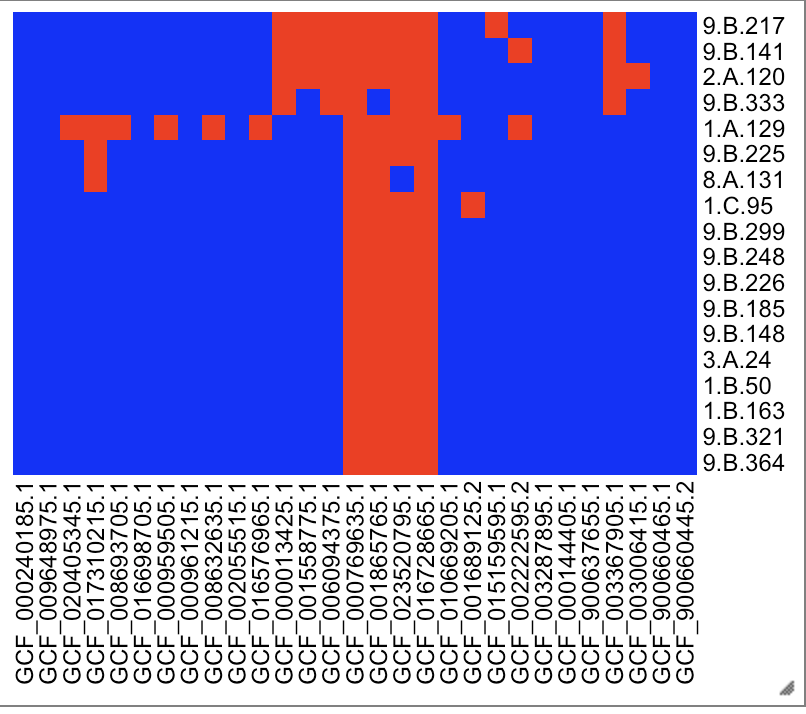 9.B.217
9.B.141
2.A.120
9.B.333
1.A.129
9.B.225
8.A.131
1.C.95
9.B.299
9.B.248
9.B.226
9.B.185
9.B.148
3.A.24
1.B.50
1.B.163
9.B.321
9.B.364
GCF_000240185.1
GCF_009648975.1
GCF_020405345.1
GCF_017310215.1
GCF_008693705.1
GCF_016698705.1
GCF_000959505.1
GCF_000961215.1
GCF_008632635.1
GCF_002055515.1
GCF_016576965.1
GCF_000013425.1
GCF_001558775.1
GCF_006094375.1
GCF_000769635.1
GCF_001865765.1
GCF_023520795.1
GCF_016728665.1
GCF_010669205.1
GCF_001689125.2
GCF_015159595.1
GCF_002222595.2
GCF_003287895.1
GCF_000144405.1
GCF_900637655.1
GCF_003367905.1
GCF_003006415.1
GCF_900660465.1
GCF_900660445.2